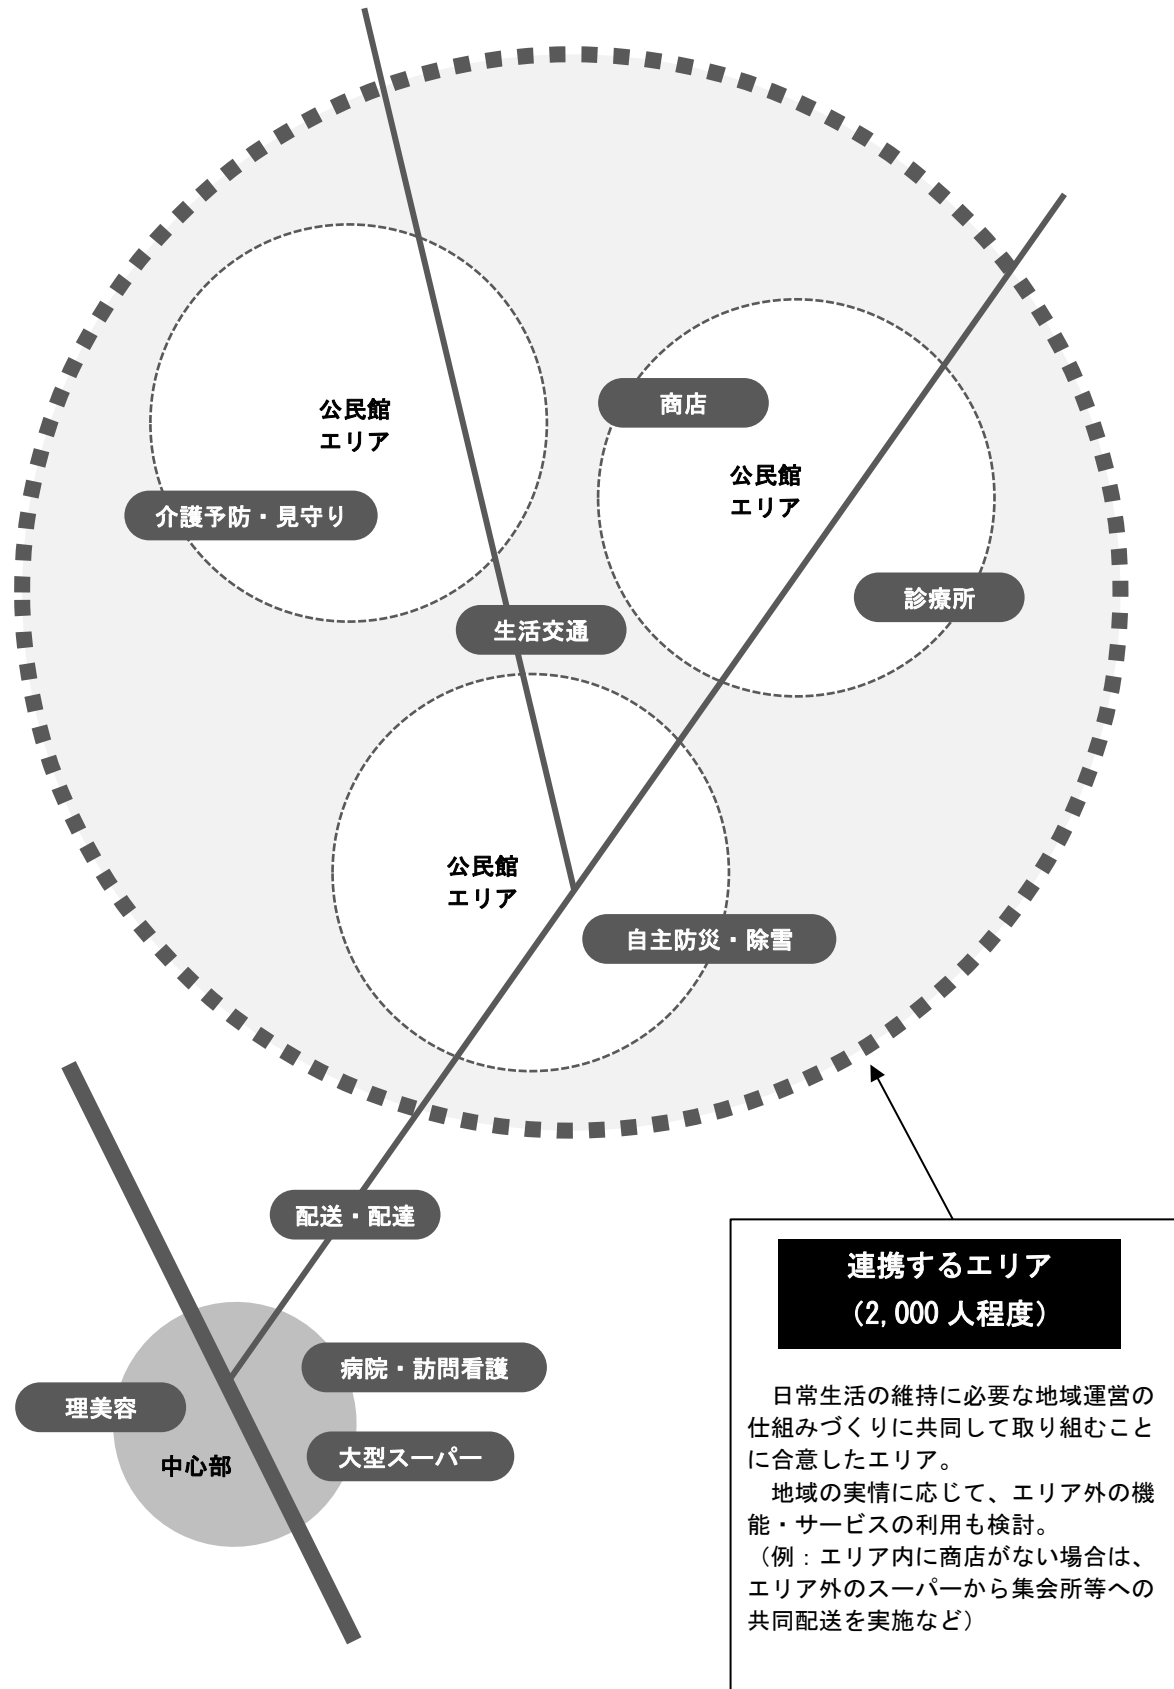 公民館
エリア
商店
公民館
エリア
介護予防・見守り
診療所
生活交通
公民館
エリア
自主防災・除雪
配送・配達
病院・訪問看護
理美容
大型スーパー
中心部
連携するエリア
（2,000 人程度）
日常生活の維持に必要な地域運営の
仕組みづくりに共同して取り組むこと
に合意したエリア。
地域の実情に応じて、エリア外の機
能・サービスの利用も検討。
（例：エリア内に商店がない場合は、
エリア外のスーパーから集会所等への
共同配送を実施など）